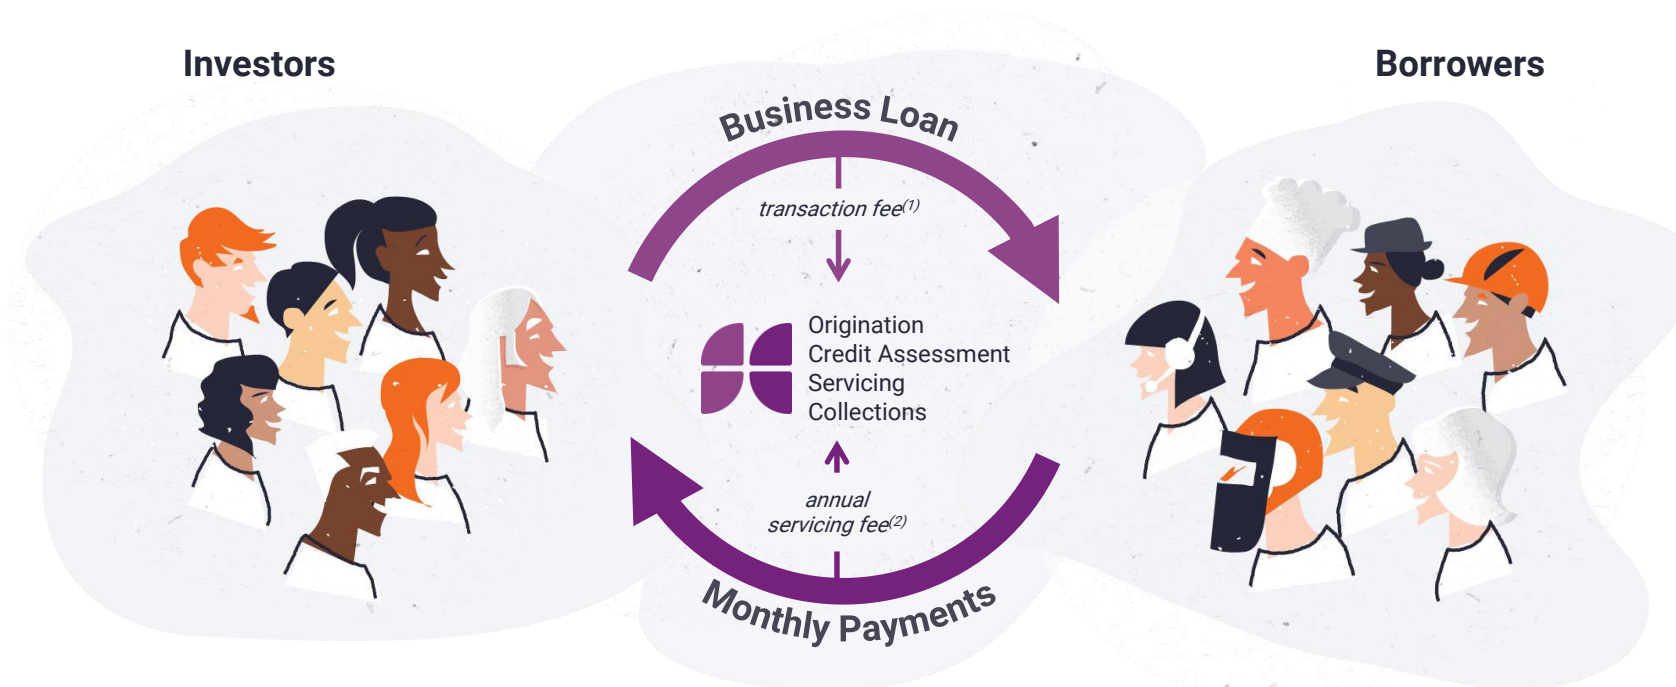 Investors
Borrowers
Business Loan
transaction fee(1)
Origination
Credit Assessment
Servicing
Collections
annual
servicing fee(2)
Monthly Payments